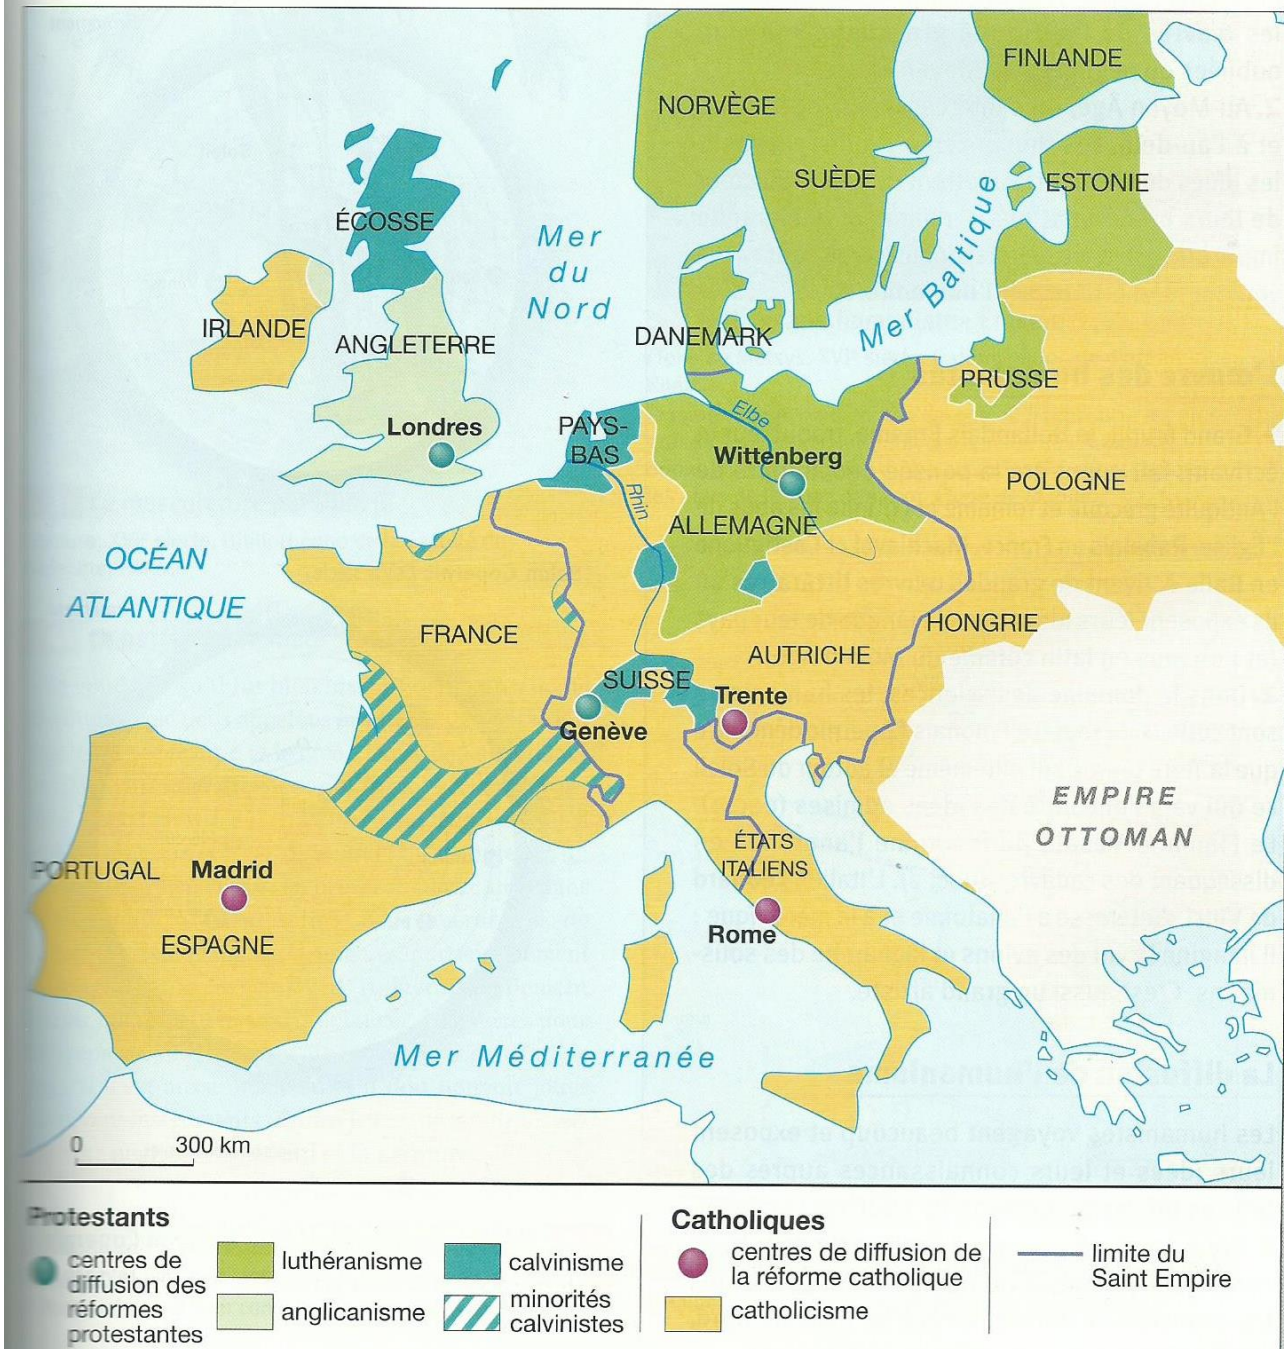 FINLANDE
NORVÈGE
SUÈDE
ESTONIE
ÉCOSSE
Mer
du
Nord
Mer Baltique
IRLANDE
ANGLETERRE
DANEMARK
PRUSSE
Londres
PAYS-
BAS
Elbe
Wittenberg
Rhin
POLOGNE
ALLEMAGNE
OCÉAN
ATLANTIQUE
FRANCE
HONGRIE
AUTRICHE
SUISSE
Trente
Genève
EMPIRE
OTTOMAN
ÉTATS
ITALIENS
PORTUGAL
Madrid
Rome
ESPAGNE
Mer Méditerranée
0 300 km
Protestants
centres de
diffusion des
réformes
protestantes
luthéranisme
anglicanisme
calvinisme
minorités
calvinistes
Catholiques
centres de diffusion de
la réforme catholique
catholicisme
limite du
Saint Empire